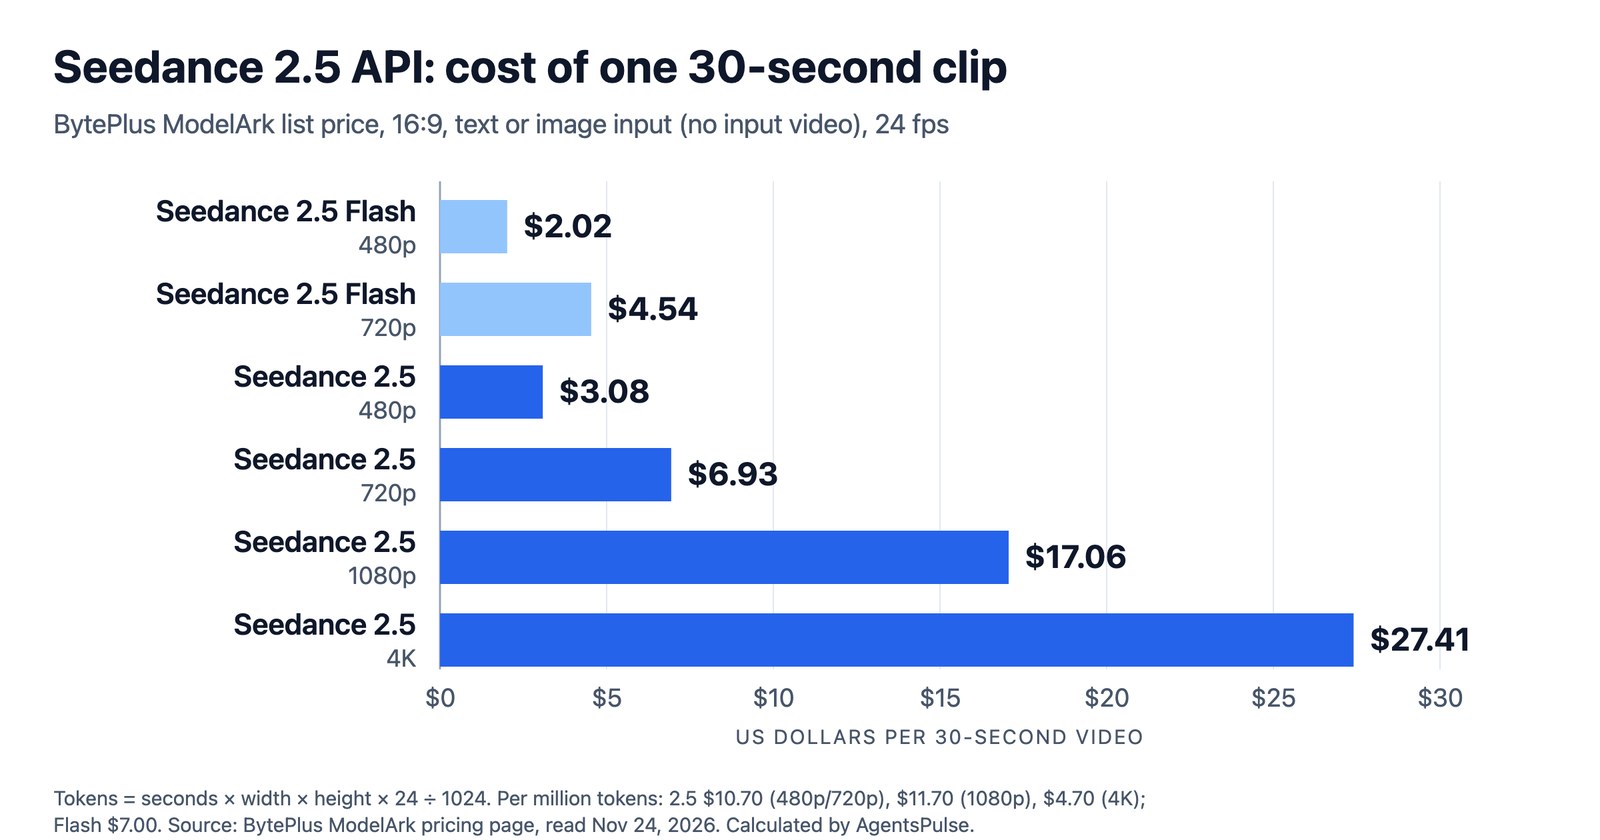 Seedance 2.5 API: cost of one 30-second clip
BytePlus ModelArk list price, 16:9, text or image input (no input video), 24 fps
Seedance 2.5 Flash
480p
$2.02
Seedance 2.5 Flash
720p
$4.54
Seedance 2.5
480p
$3.08
Seedance 2.5
720p
$6.93
Seedance 2.5
1080p
$17.06
Seedance 2.5
4K
$27.41
$0 $5 $10 $15 $20 $25 $30
US DOLLARS PER 30-SECOND VIDEO
Tokens = seconds × width × height × 24 ÷ 1024. Per million tokens: 2.5 $10.70 (480p/720p), $11.70 (1080p), $4.70 (4K);
Flash $7.00. Source: BytePlus ModelArk pricing page, read Nov 24, 2026. Calculated by AgentsPulse.